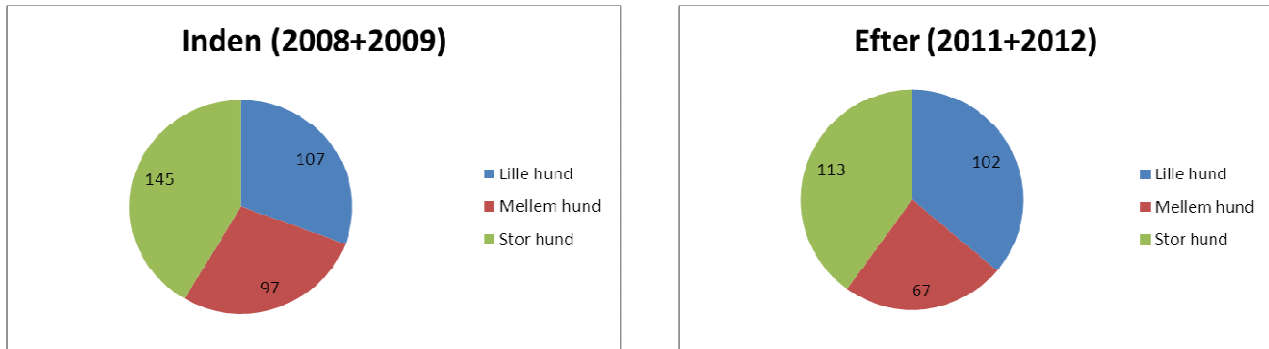 Inden (2008+2009)
107
145
97
Lille hund
Mellem hund
Stor hund
Efter (2011+2012)
102
113
67
Lille hund
Mellem hund
Stor hund